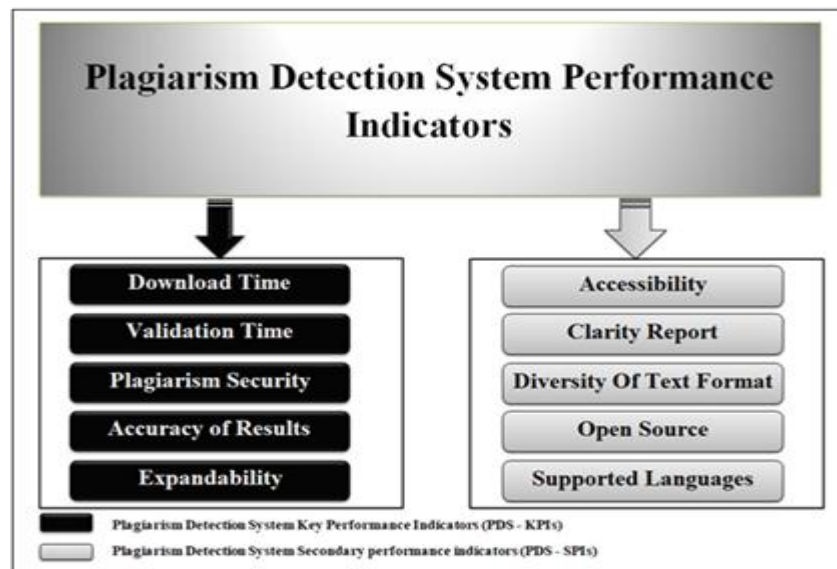 Plagiarism Detection System Performance
Indicators
Download Time
Validation Time
Plagiarism Security
Accuracy of Results
Expandability
Accessibility
Clarity Report
Diversity Of Text Format
Open Source
Supported Languages
Plagiarism Detection System Key Performance Indicators (PDS - KPIs)
Plagiarism Detection System Secondary performance indicators (PDS - SPIs)